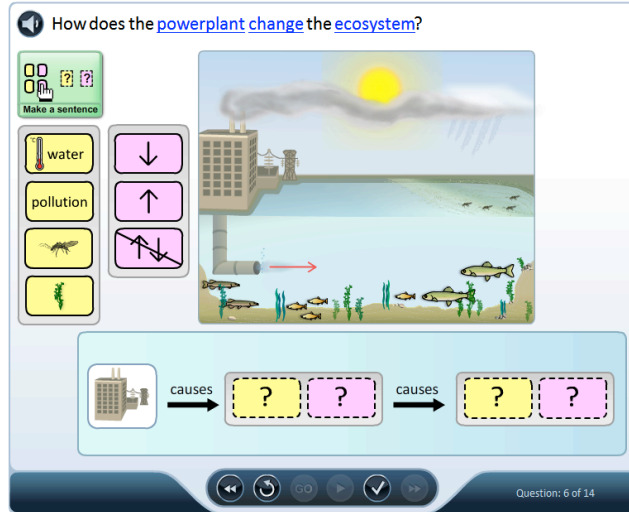 How does the powerplant change the ecosystem?
? ?
Make a sentence
°C water
pollution
causes
? ?
causes
? ?
GO
Question: 6 of 14